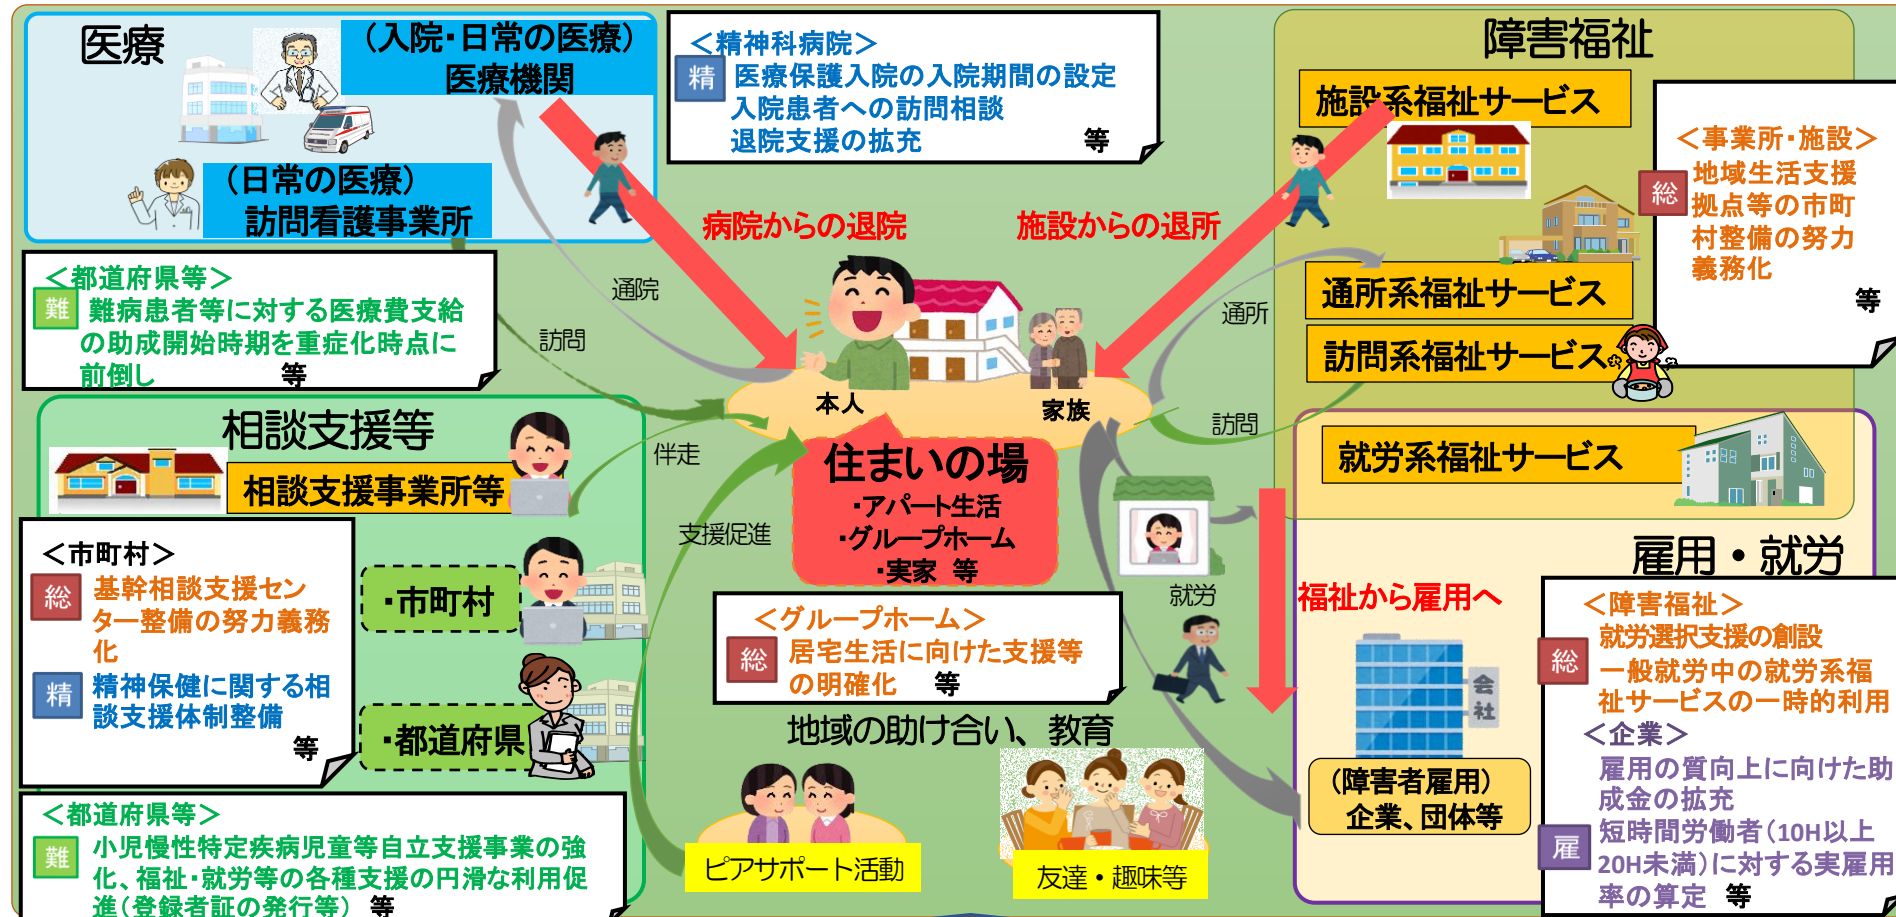 医療
(入院・日常の医療)
医療機関
(日常の医療)
訪問看護事業所
＜精神科病院＞
精
医療保護入院の入院期間の設定
入院患者への訪問相談
退院支援の拡充
等
障害福祉
施設系福祉サービス
通所系福祉サービス
訪問系福祉サービス
＜事業所・施設＞
総
地域生活支援
拠点等の市町
村整備の努力
義務化
等
病院からの退院
施設からの退所
通院
訪問
通所
訪問
＜都道府県等＞
難
難病患者等に対する医療費支給
の助成開始時期を重症化時点に
前倒し
等
本人
家族
住まいの場
・アパート生活
・グループホーム
・実家 等
相談支援等
相談支援事業所等
伴走
支援促進
＜市町村＞
総
基幹相談支援セン
ター整備の努力義務
化
精
精神保健に関する相
談支援体制整備
等
・市町村
・都道府県
＜都道府県等＞
難
小児慢性特定疾病児童等自立支援事業の強
化、福祉・就労等の各種支援の円滑な利用促
進(登録者証の発行等) 等
＜グループホーム＞
総
居宅生活に向けた支援等
の明確化 等
地域の助け合い、教育
ピアサポート活動
友達・趣味等
就労系福祉サービス
就労
福祉から雇用へ
雇用・就労
会社
(障害者雇用)
企業、団体等
＜障害福祉＞
総
就労選択支援の創設
一般就労中の就労系福
祉サービスの一時的利用
＜企業＞
雇用の質向上に向けた助
成金の拡充
雇
短時間労働者(10H以上
20H未満)に対する実雇用
率の算定 等